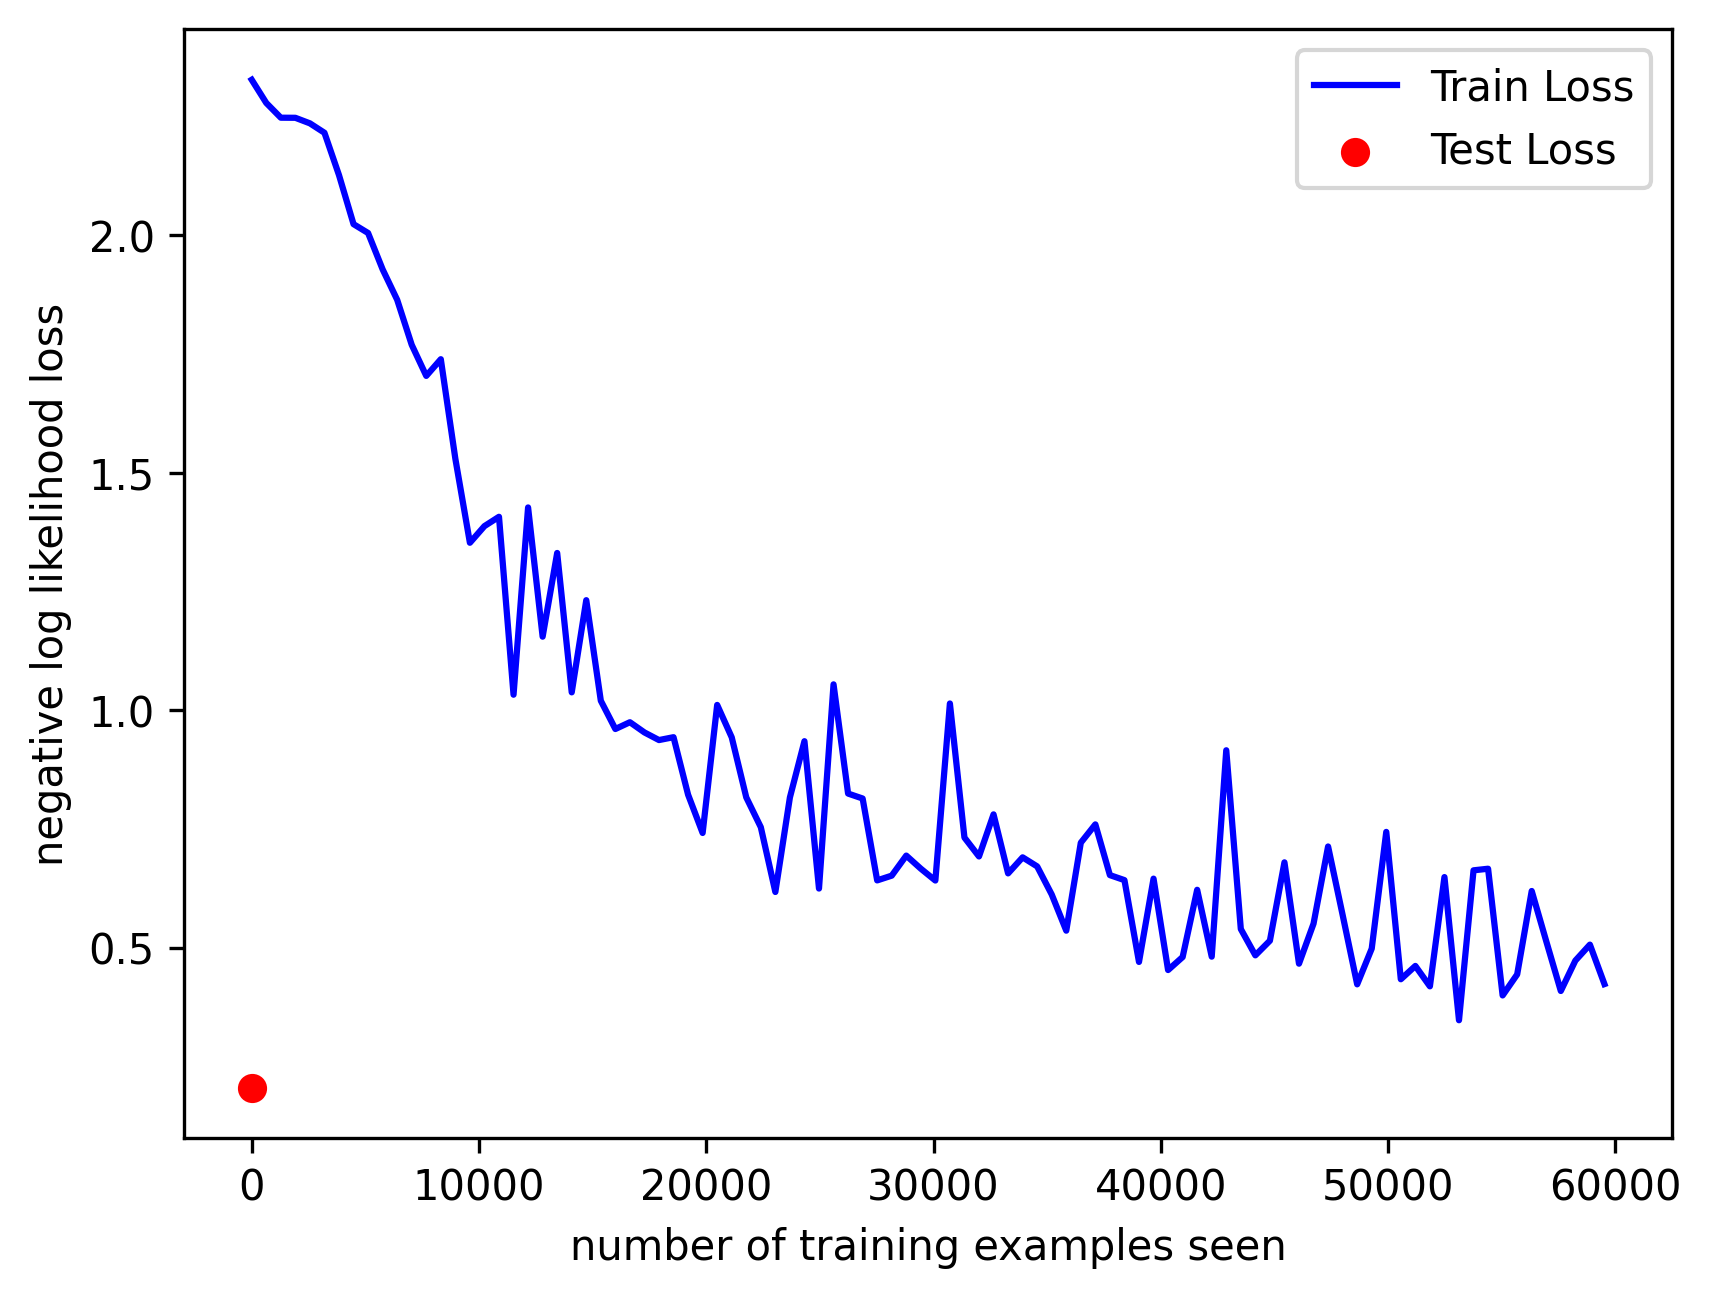 Train Loss
Test Loss
negative log likelihood loss
2.0
1.5
1.0
0.5
0 10000 20000 30000 40000 50000 60000
number of training examples seen